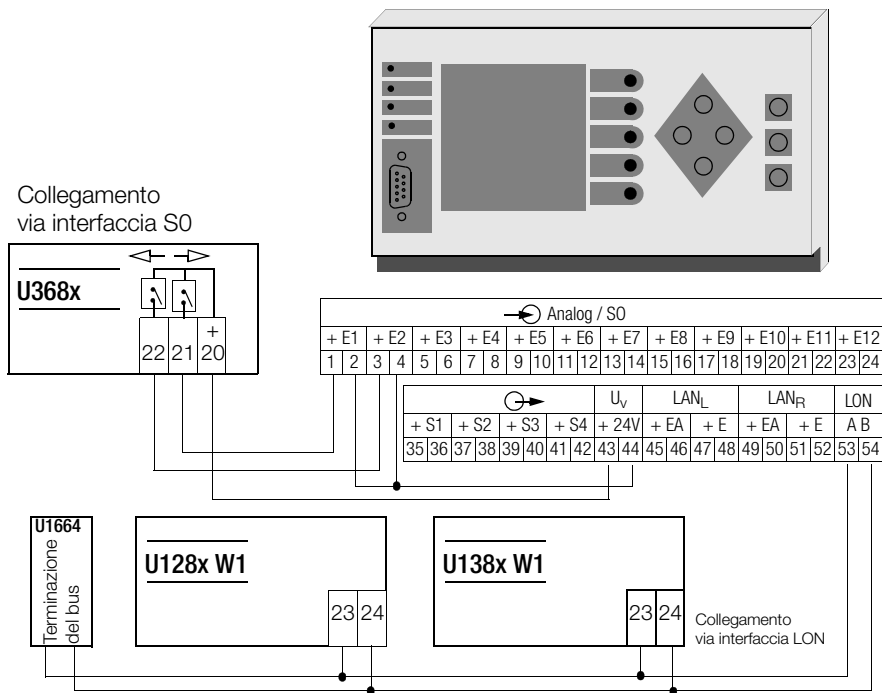 Collegamento
via interfaccia S0
U368x
22 21 + 20
Analog / S0
+ E1 + E2 + E3 + E4 + E5 + E6 + E7 + E8 + E9 + E10 + E11 + E12
1 2 3 4 5 6 7 8 9 10 11 12 13 14 15 16 17 18 19 20 21 22 23 24
Uv LANL LANR LON
+ S1 + S2 + S3 + S4 + 24V + EA + E + EA + E A B
35 36 37 38 39 40 41 42 43 44 45 46 47 48 49 50 51 52 53 54
U1664
Terminazione
del bus
U128x W1
23 24
U138x W1
23 24
Collegamento
via interfaccia LON